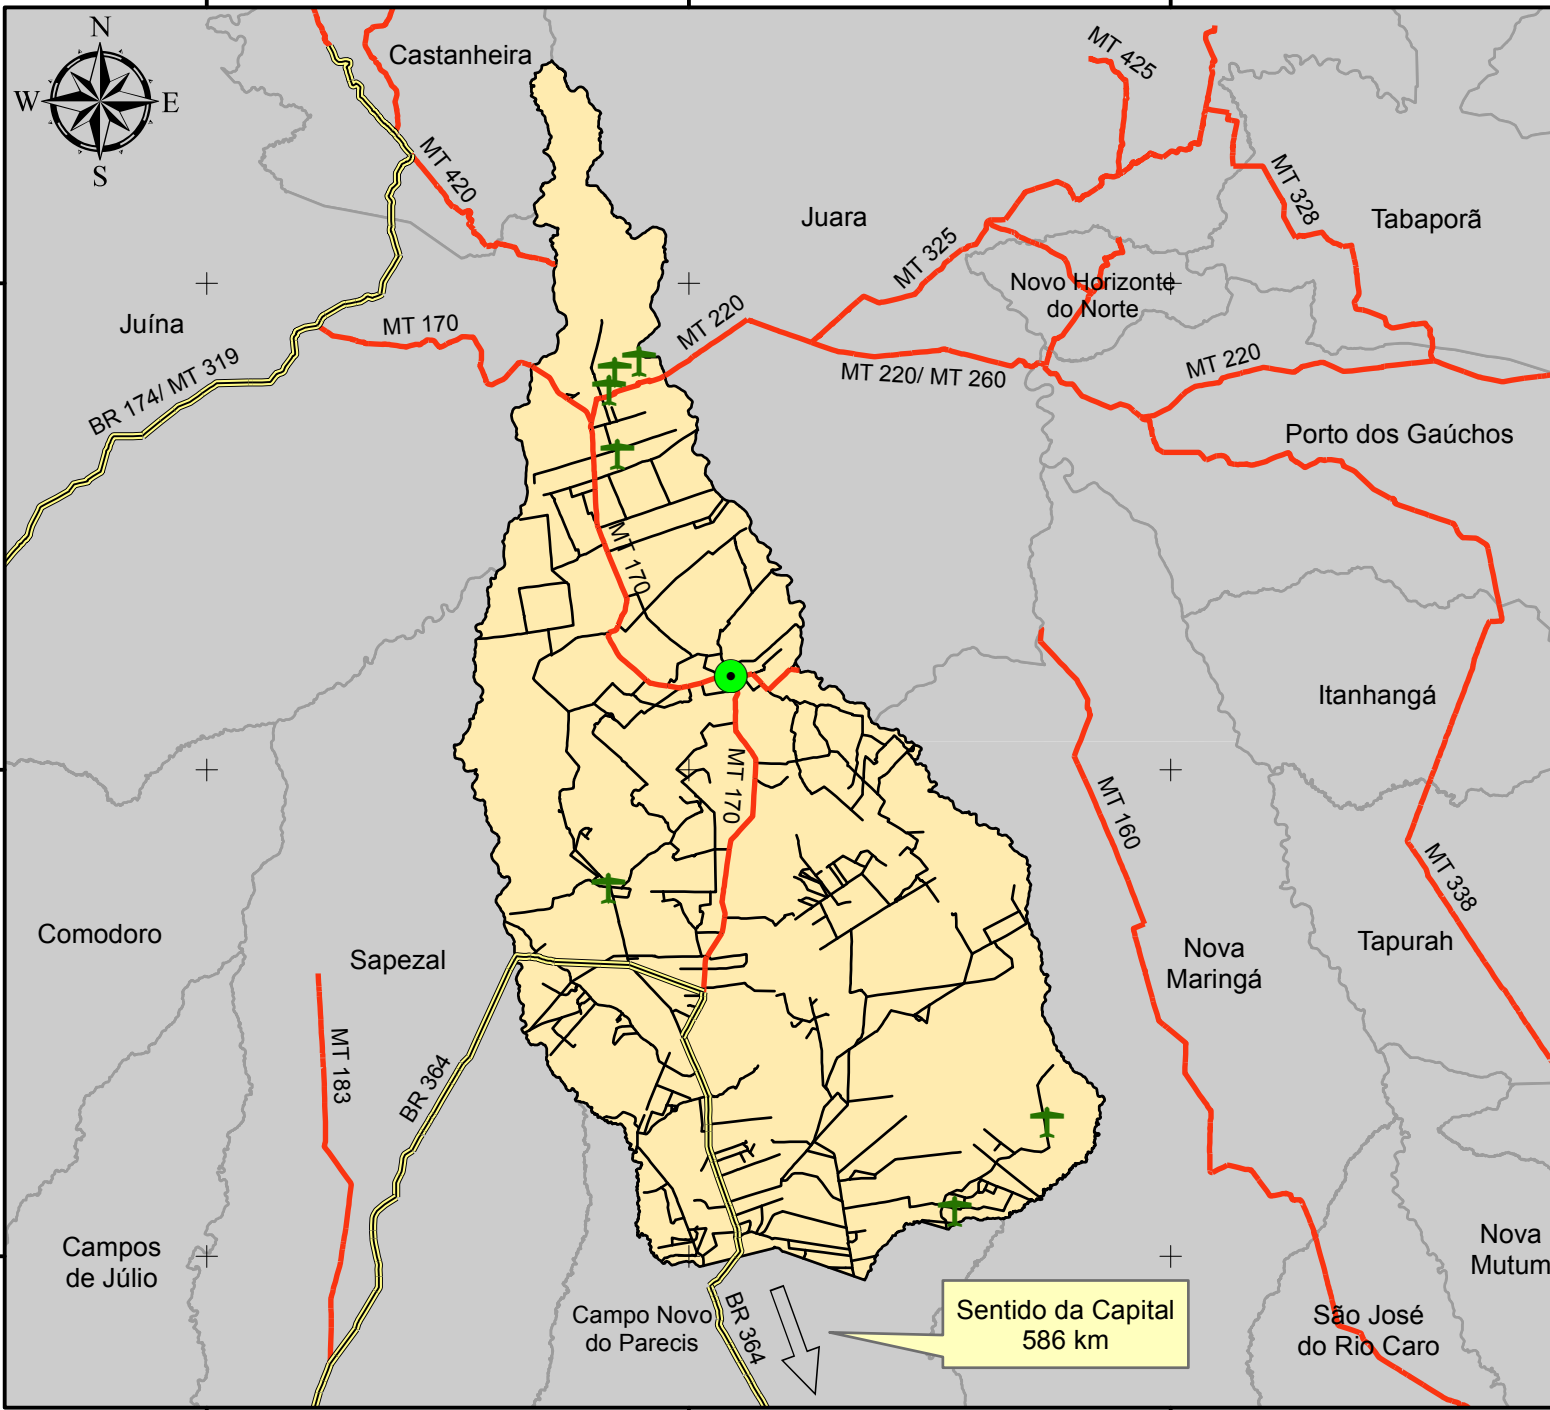 N
W
E
S
Castanheira
MT 425
MT 420
MT 328
Juara
Tabaporã
MT 325
Novo Horizonte
do Norte
Juína
MT 170
MT 220
MT 220
BR 174/ MT 319
MT 220/ MT 260
Porto dos Gaúchos
MT 170
Itanhangá
MT 170
MT 160
MT 338
Comodoro
Sapezal
Nova
Maringá
Tapurah
MT 183
BR 364
Campos
de Júlio
Nova
Mutum
Campo Novo
do Parecis
BR 364
Sentido da Capital
586 km
São José
do Rio Caro